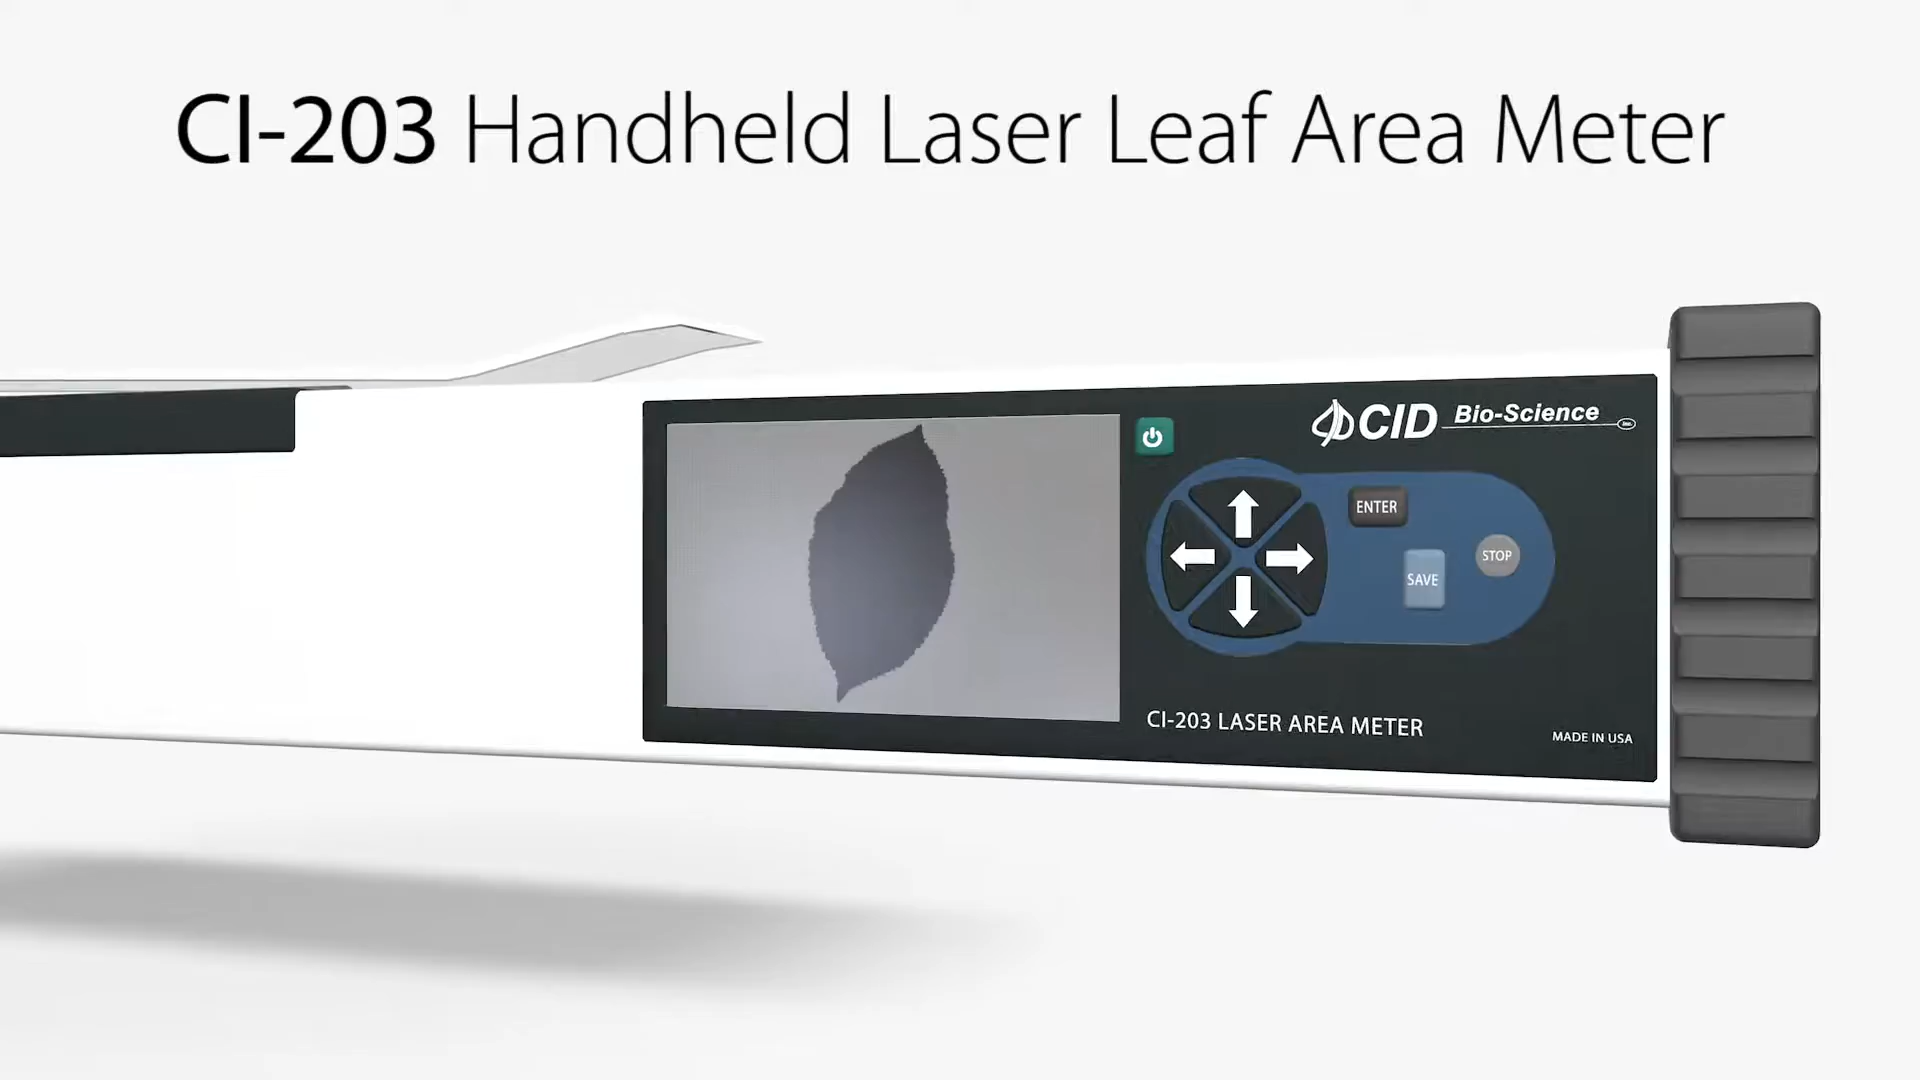 CI-203 Handheld Laser Leaf Area Meter
CID Bio-Science Inc.
ENTER
STOP
SAVE
CI-203 LASER AREA METER
MADE IN USA